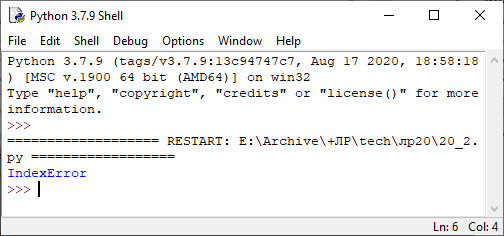 Python 3.7.9 Shell
File Edit Shell Debug Options Window Help
Python 3.7.9 (tags/v3.7.9:13c94747c7, Aug 17 2020, 18:58:18
) [MSC v.1900 64 bit (AMD64)] on win32
Type "help", "copyright", "credits" or "license()" for more
information.
>>>
=================== RESTART: E:\Archive\+ЛР\tech\лр20\20_2.
py ==================
IndexError
>>>
Ln: 6 Col: 4